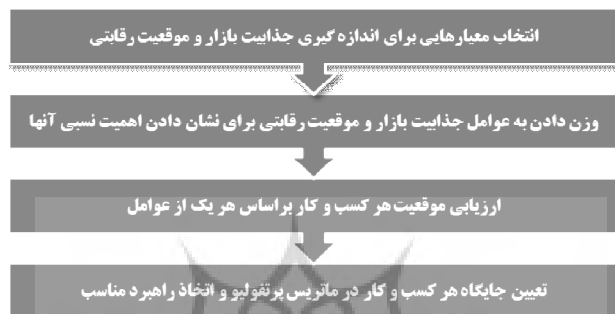 انتخاب معیارهایی برای اندازه گیری جذابیت بازار و موقعیت رقابتی
وزن دادن به عوامل جذابیت بازار و موقعیت رقابتی برای نشان دادن اهمیت نسبی آنها
ارزیابی موقعیت هر کسب و کار براساس هر یک از عوامل
تعیین جایگاه هر کسب و کار در ماتریس پرتفولیو و اتخاذ راهبرد مناسب